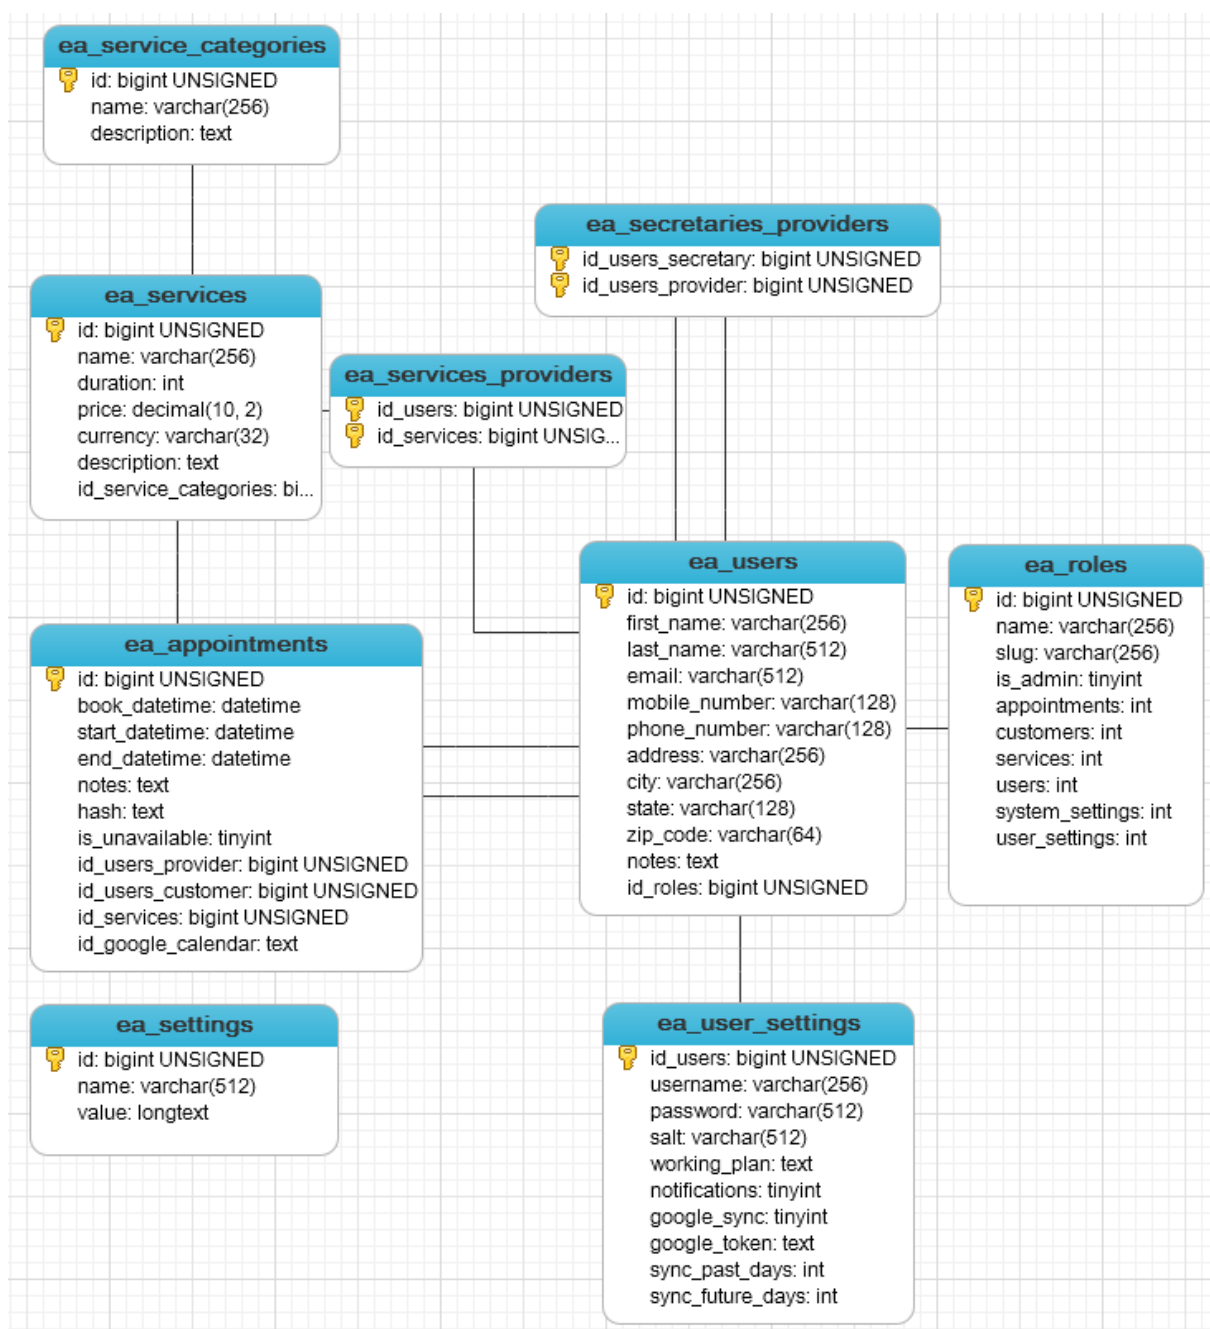 ea_service_categories
id: bigint UNSIGNED
name: varchar(256)
description: text
ea_secretaries_providers
id_users_secretary: bigint UNSIGNED
id_users_provider: bigint UNSIGNED
ea_services
id: bigint UNSIGNED
name: varchar(256)
duration: int
price: decimal(10, 2)
currency: varchar(32)
description: text
id_service_categories: bi...
ea_services_providers
id_users: bigint UNSIGNED
id_services: bigint UNSIG...
ea_users
id: bigint UNSIGNED
first_name: varchar(256)
last_name: varchar(512)
email: varchar(512)
mobile_number: varchar(128)
phone_number: varchar(128)
address: varchar(256)
city: varchar(256)
state: varchar(128)
zip_code: varchar(64)
notes: text
id_roles: bigint UNSIGNED
ea_roles
id: bigint UNSIGNED
name: varchar(256)
slug: varchar(256)
is_admin: tinyint
appointments: int
customers: int
services: int
users: int
system_settings: int
user_settings: int
ea_appointments
id: bigint UNSIGNED
book_datetime: datetime
start_datetime: datetime
end_datetime: datetime
notes: text
hash: text
is_unavailable: tinyint
id_users_provider: bigint UNSIGNED
id_users_customer: bigint UNSIGNED
id_services: bigint UNSIGNED
id_google_calendar: text
ea_settings
id: bigint UNSIGNED
name: varchar(512)
value: longtext
ea_user_settings
id_users: bigint UNSIGNED
username: varchar(256)
password: varchar(512)
salt: varchar(512)
working_plan: text
notifications: tinyint
google_sync: tinyint
google_token: text
sync_past_days: int
sync_future_days: int